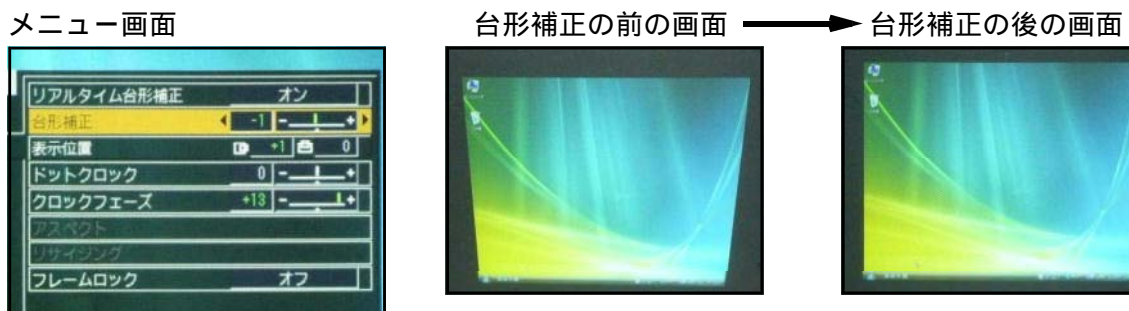 メニュー画面
台形補正の前の画面
台形補正の後の画面
リアルタイム台形補正 オン
台形補正 -1 - +
表示位置 +1 0
ドットクロック 0 - +
クロックフェーズ +13 - +
アスペクト
リサイジング
フレームロック オフ